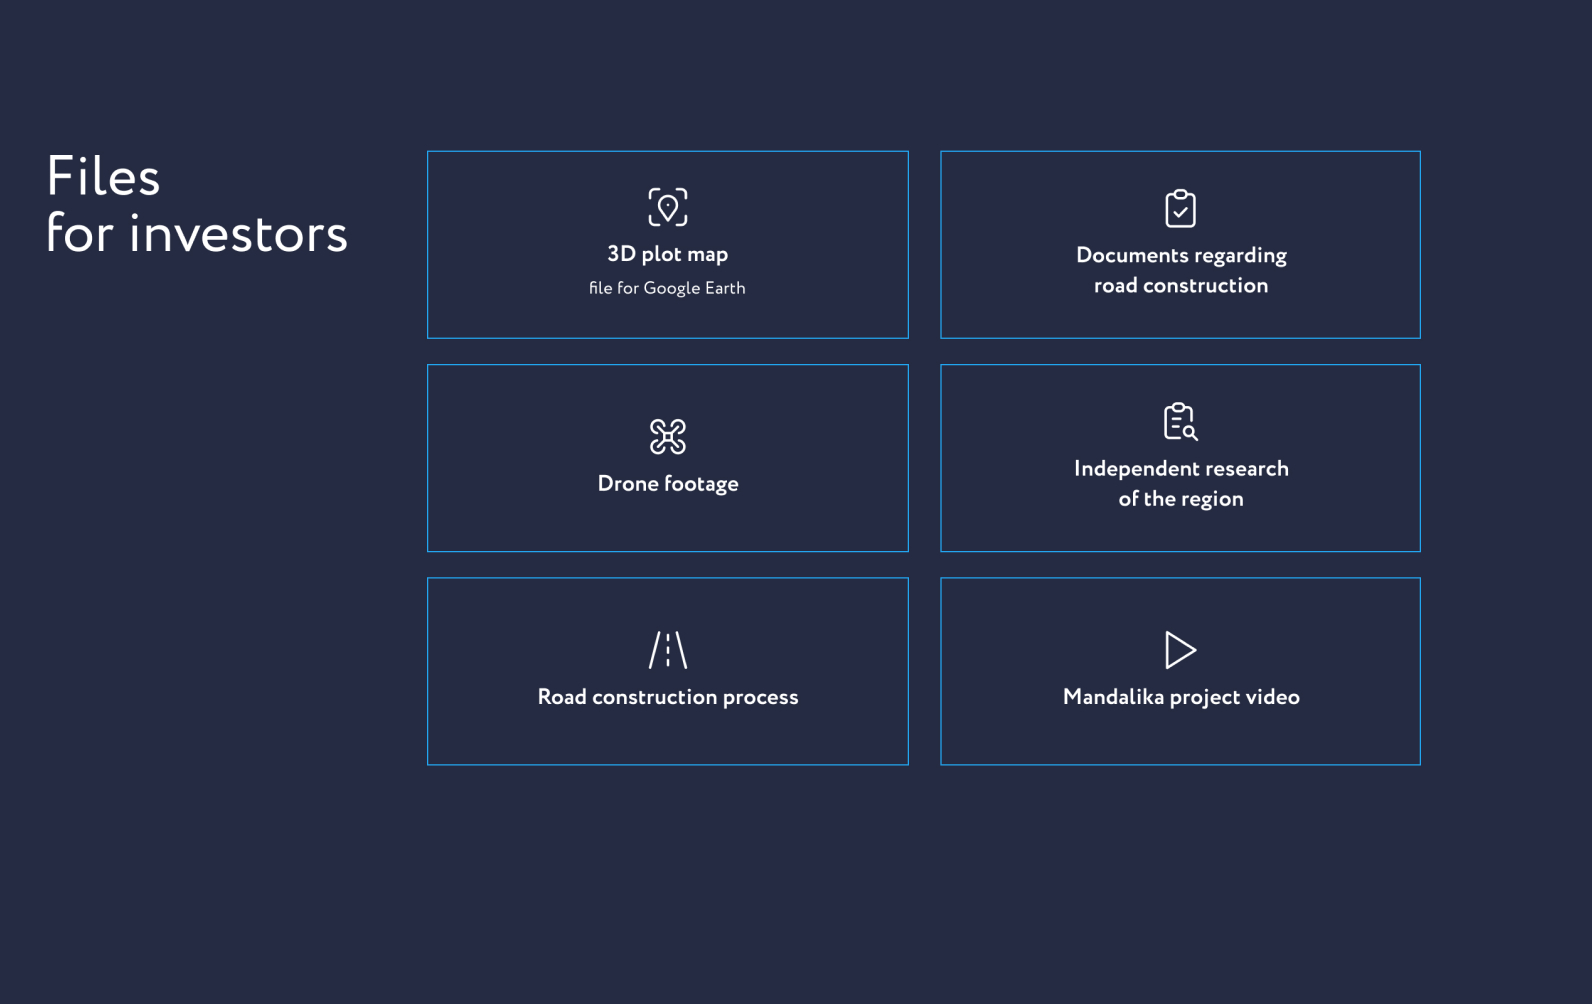 Files
for investors
3D plot map
file for Google Earth
Documents regarding
road construction
Drone footage
Independent research
of the region
Road construction process
Mandalika project video